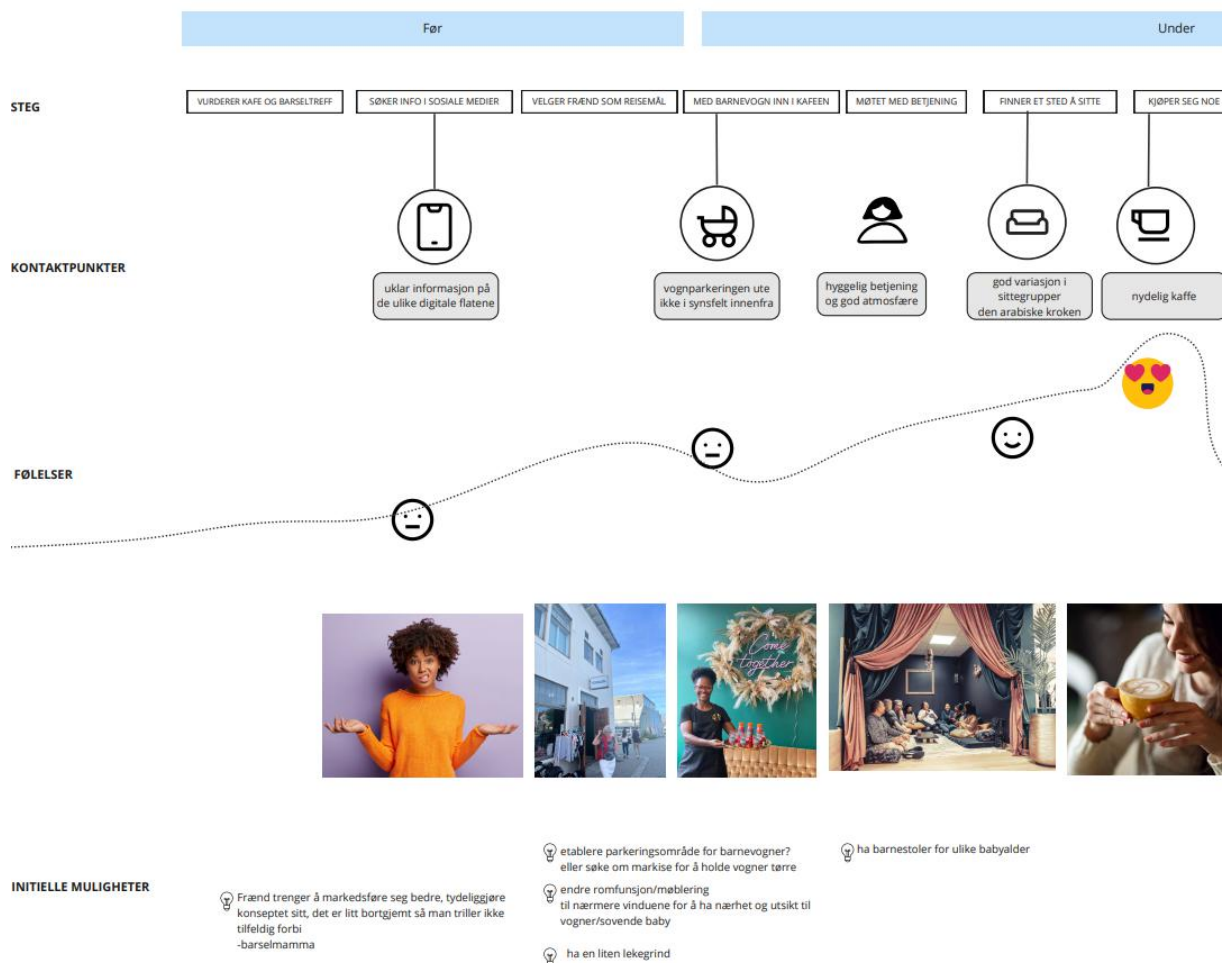 Før
Under
STEG
VURDERER KAFE OG BARSELTREFF
SØKER INFO I SOSIALE MEDIER
VELGER FRÆND SOM REISEMÅL
MED BARNEVOGN INN I KAFEEN
MØTET MED BETJENING
FINNER ET STED Å SITTE
KJØPER SEG NOE
KONTAKTPUNKTER
uklar informasjon på
de ulike digitale flatene
vognparkeringen ute
ikke i synsfelt innenfra
hyggelig betjening
og god atmosfære
god variasjon i
sittegrupper
den arabiske kroken
nydelig kaffe
FØLELSER
Come
together
INITIELLE MULIGHETER
Frænd trenger å markedsføre seg bedre, tydeliggjøre
konseptet sitt, det er litt bortgjemt så man triller ikke
tilfeldig forbi
-barselmamma
etablere parkeringsområde for barnevogner?
eller søke om markise for å holde vogner tørre
endre romfunsjon/møblering
til nærmere vinduene for å ha nærhet og utsikt til
vogner/sovende baby
ha en liten lekegrind
ha barnestoler for ulike babyalder